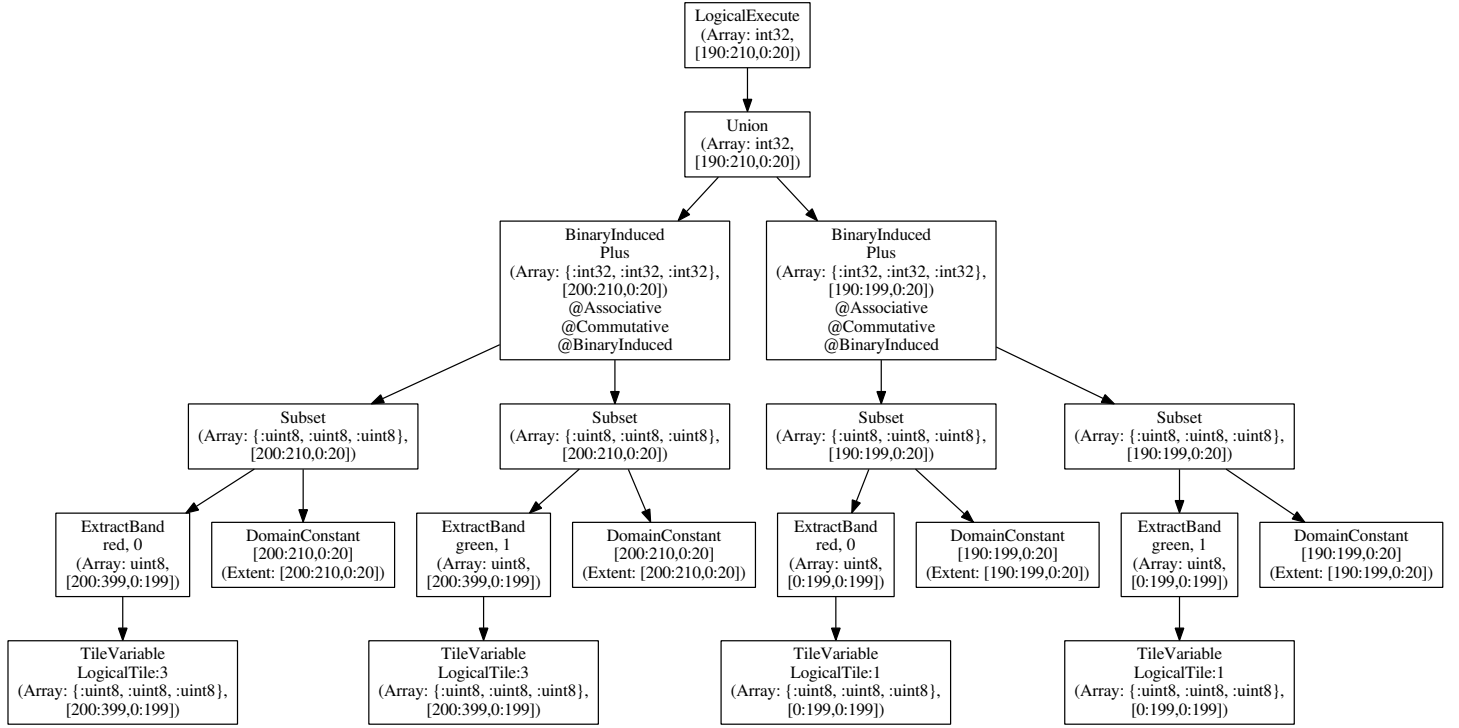 LogicalExecute
(Array: int32,
[190:210,0:20])
Union
(Array: int32,
[190:210,0:20])
BinaryInduced
Plus
(Array: {:int32, :int32, :int32},
[200:210,0:20])
@Associative
@Commutative
@BinaryInduced
BinaryInduced
Plus
(Array: {:int32, :int32, :int32},
[190:199,0:20])
@Associative
@Commutative
@BinaryInduced
Subset
(Array: {:uint8, :uint8, :uint8},
[200:210,0:20])
Subset
(Array: {:uint8, :uint8, :uint8},
[200:210,0:20])
Subset
(Array: {:uint8, :uint8, :uint8},
[190:199,0:20])
Subset
(Array: {:uint8, :uint8, :uint8},
[190:199,0:20])
ExtractBand
red, 0
(Array: uint8,
[200:399,0:199])
DomainConstant
[200:210,0:20]
(Extent: [200:210,0:20])
ExtractBand
green, 1
(Array: uint8,
[200:399,0:199])
DomainConstant
[200:210,0:20]
(Extent: [200:210,0:20])
ExtractBand
red, 0
(Array: uint8,
[0:199,0:199])
DomainConstant
[190:199,0:20]
(Extent: [190:199,0:20])
ExtractBand
green, 1
(Array: uint8,
[0:199,0:199])
DomainConstant
[190:199,0:20]
(Extent: [190:199,0:20])
TileVariable
LogicalTile:3
(Array: {:uint8, :uint8, :uint8},
[200:399,0:199])
TileVariable
LogicalTile:3
(Array: {:uint8, :uint8, :uint8},
[200:399,0:199])
TileVariable
LogicalTile:1
(Array: {:uint8, :uint8, :uint8},
[0:199,0:199])
TileVariable
LogicalTile:1
(Array: {:uint8, :uint8, :uint8},
[0:199,0:199])